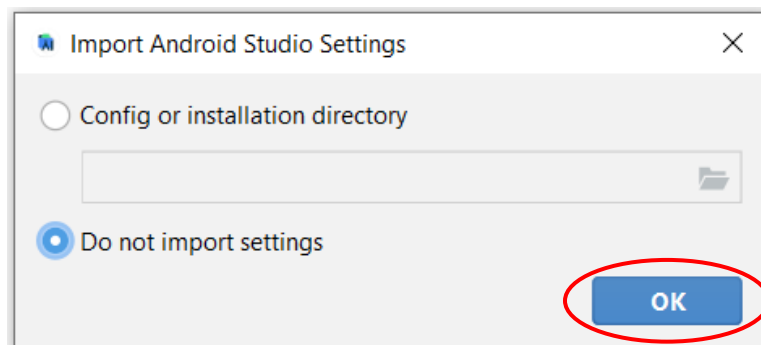 Import Android Studio Settings
Config or installation directory
Do not import settings
OK